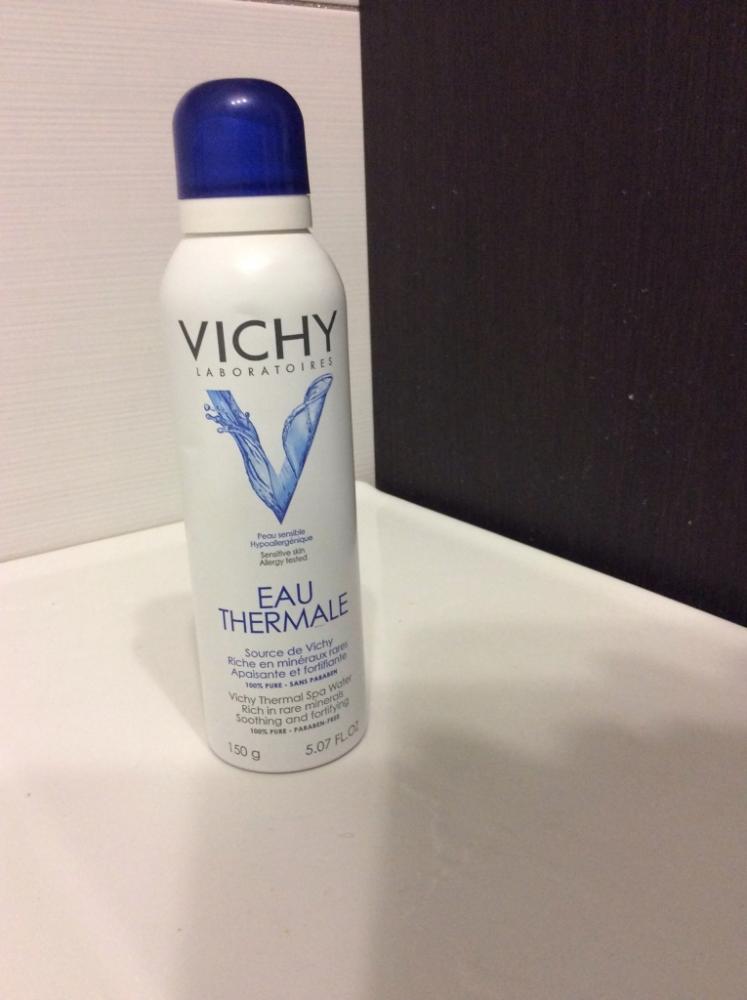 VICHY
LABORATOIRES
Peau sensible
Hypoallergénique
Sensitive skin
Allergy tested
EAU
THERMALE
Source de Vichy
Riche en minéraux rares
Apaisante et fortifiante
100% PURE - SANS PARABEN
Vichy Thermal Spa Water
Rich in rare minerals
Soothing and fortifying
100% PURE - PARABEN-FREE
150 g 5.07 FL.OZ